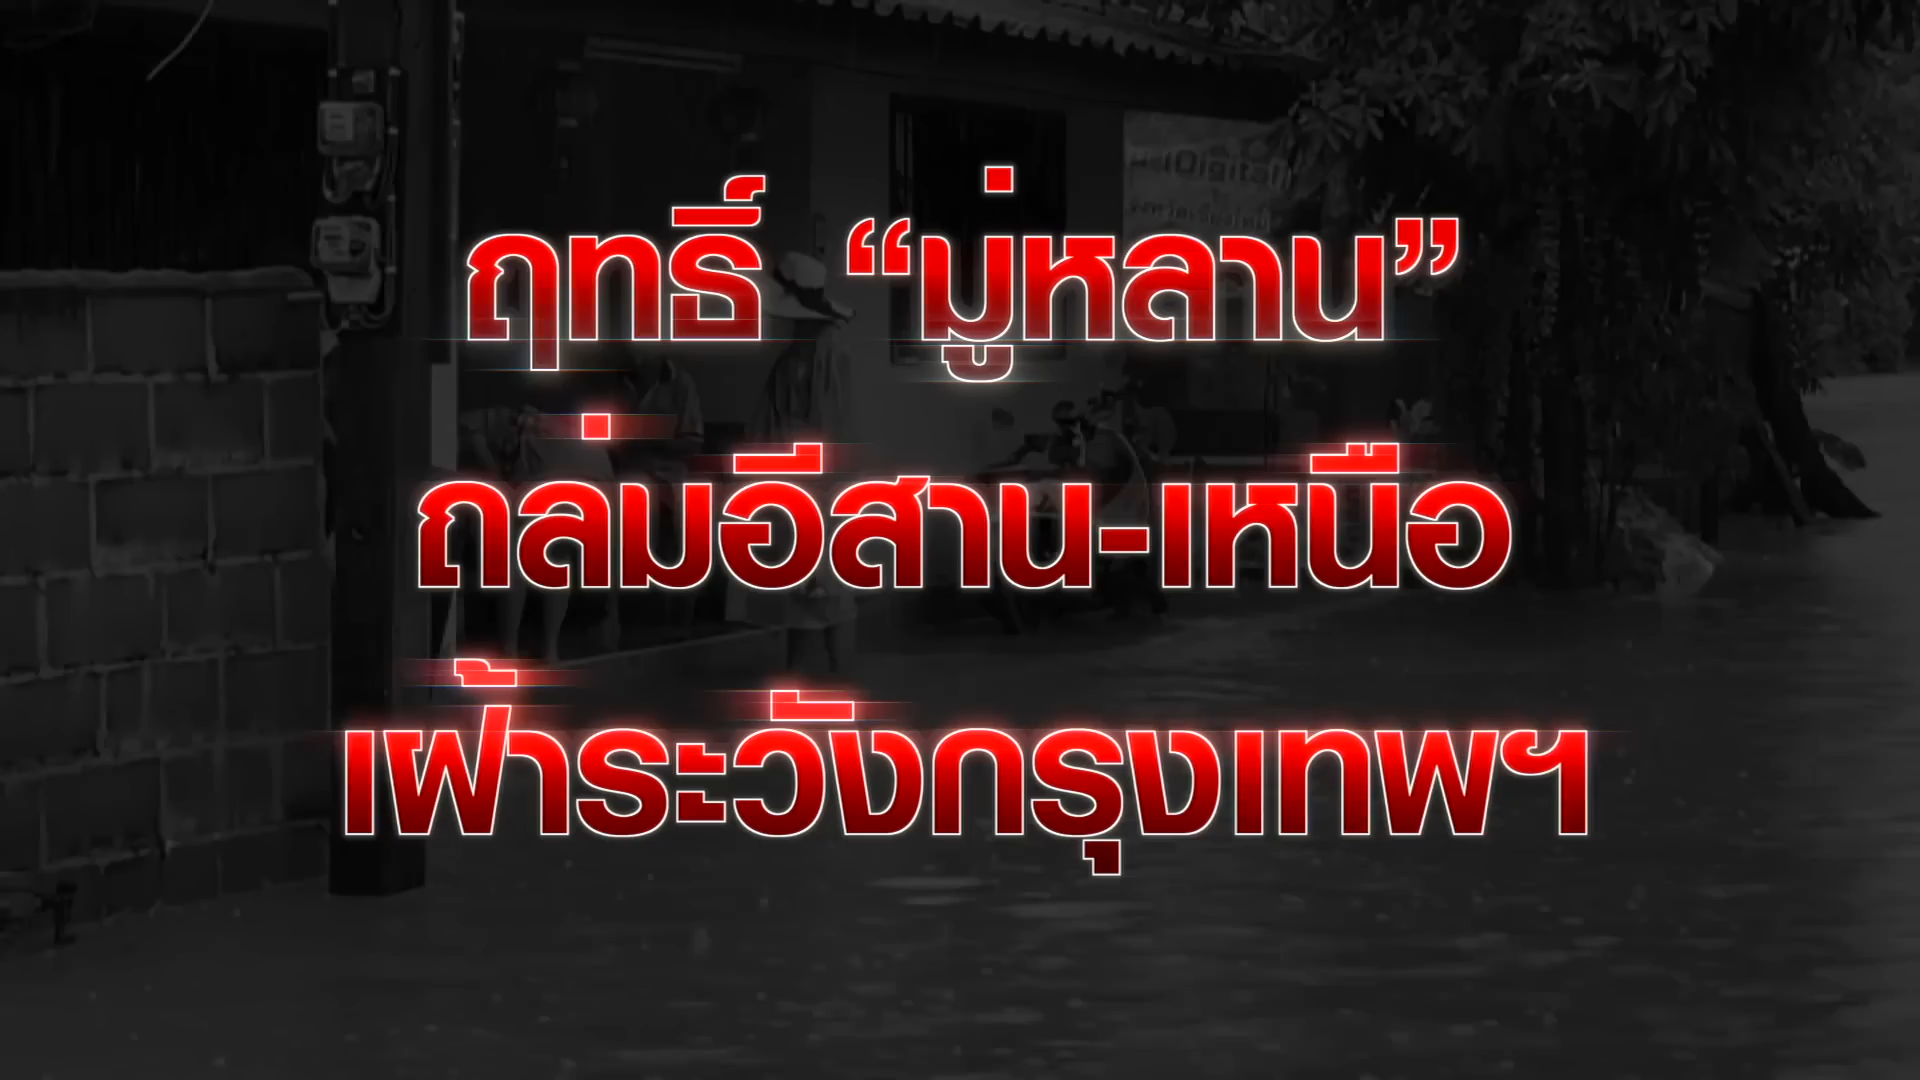 ฤทธิ์ “มู่หลาน”
ถล่มอีสาน-เหนือ
เฝ้าระวังกรุงเทพฯ